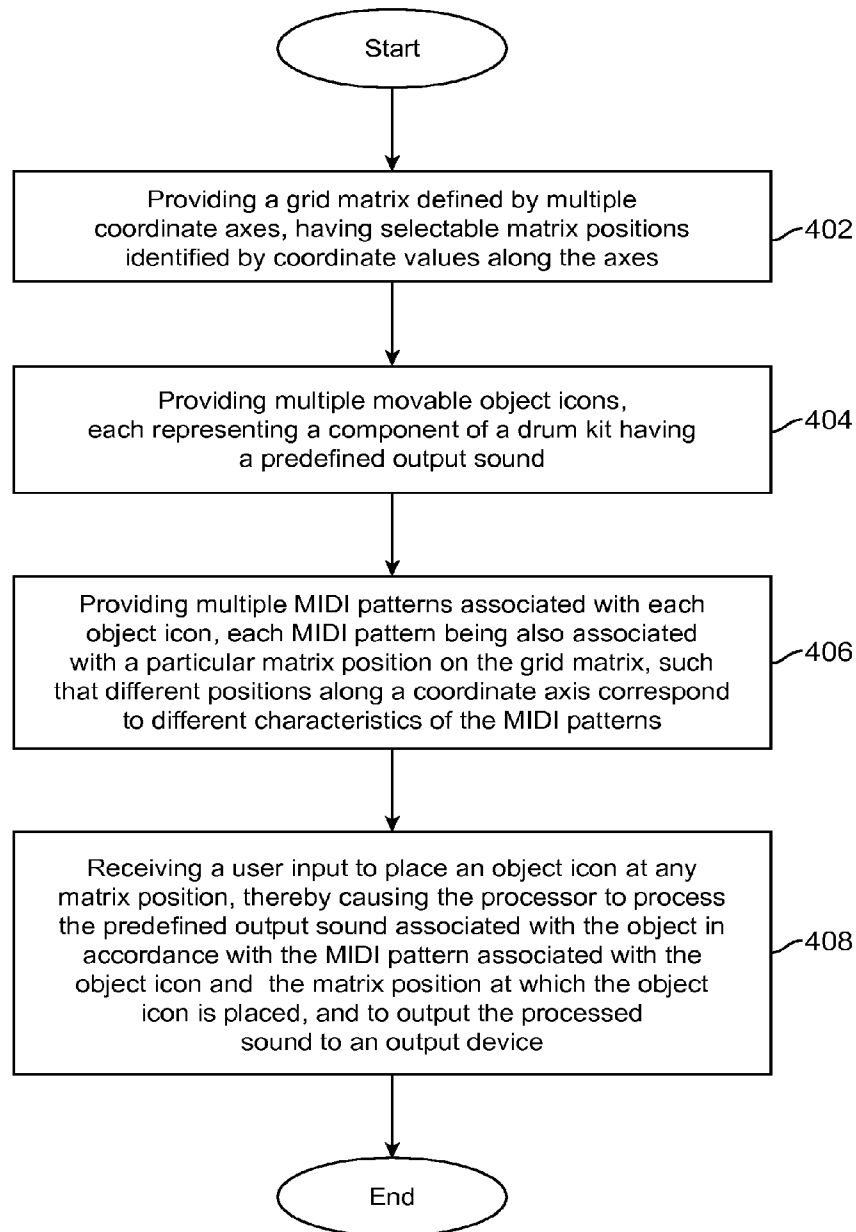 Start
Providing a grid matrix defined by multiple
coordinate axes, having selectable matrix positions
identified by coordinate values along the axes
402
Providing multiple movable object icons,
each representing a component of a drum kit having
a predefined output sound
404
Providing multiple MIDI patterns associated with each
object icon, each MIDI pattern being also associated
with a particular matrix position on the grid matrix, such
that different positions along a coordinate axis correspond
to different characteristics of the MIDI patterns
406
Receiving a user input to place an object icon at any
matrix position, thereby causing the processor to process
the predefined output sound associated with the object in
accordance with the MIDI pattern associated with the
object icon and the matrix position at which the object
icon is placed, and to output the processed
sound to an output device
408
End